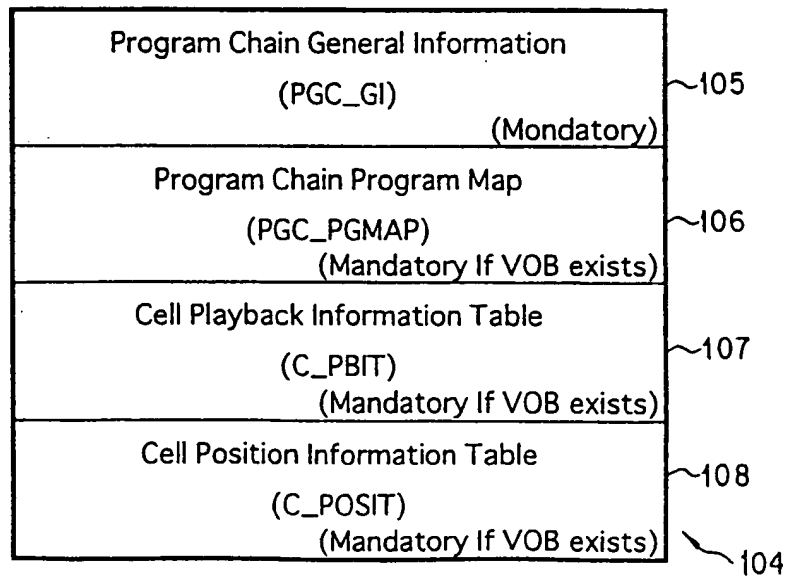 Program Chain General Information
(PGC_GI)
105
(Mondatory)
Program Chain Program Map
(PGC_PGMAP)
106
(Mandatory If VOB exists)
Cell Playback Information Table
(C_PBIT)
107
(Mandatory If VOB exists)
Cell Position Information Table
(C_POSIT)
108
(Mandatory If VOB exists)
104